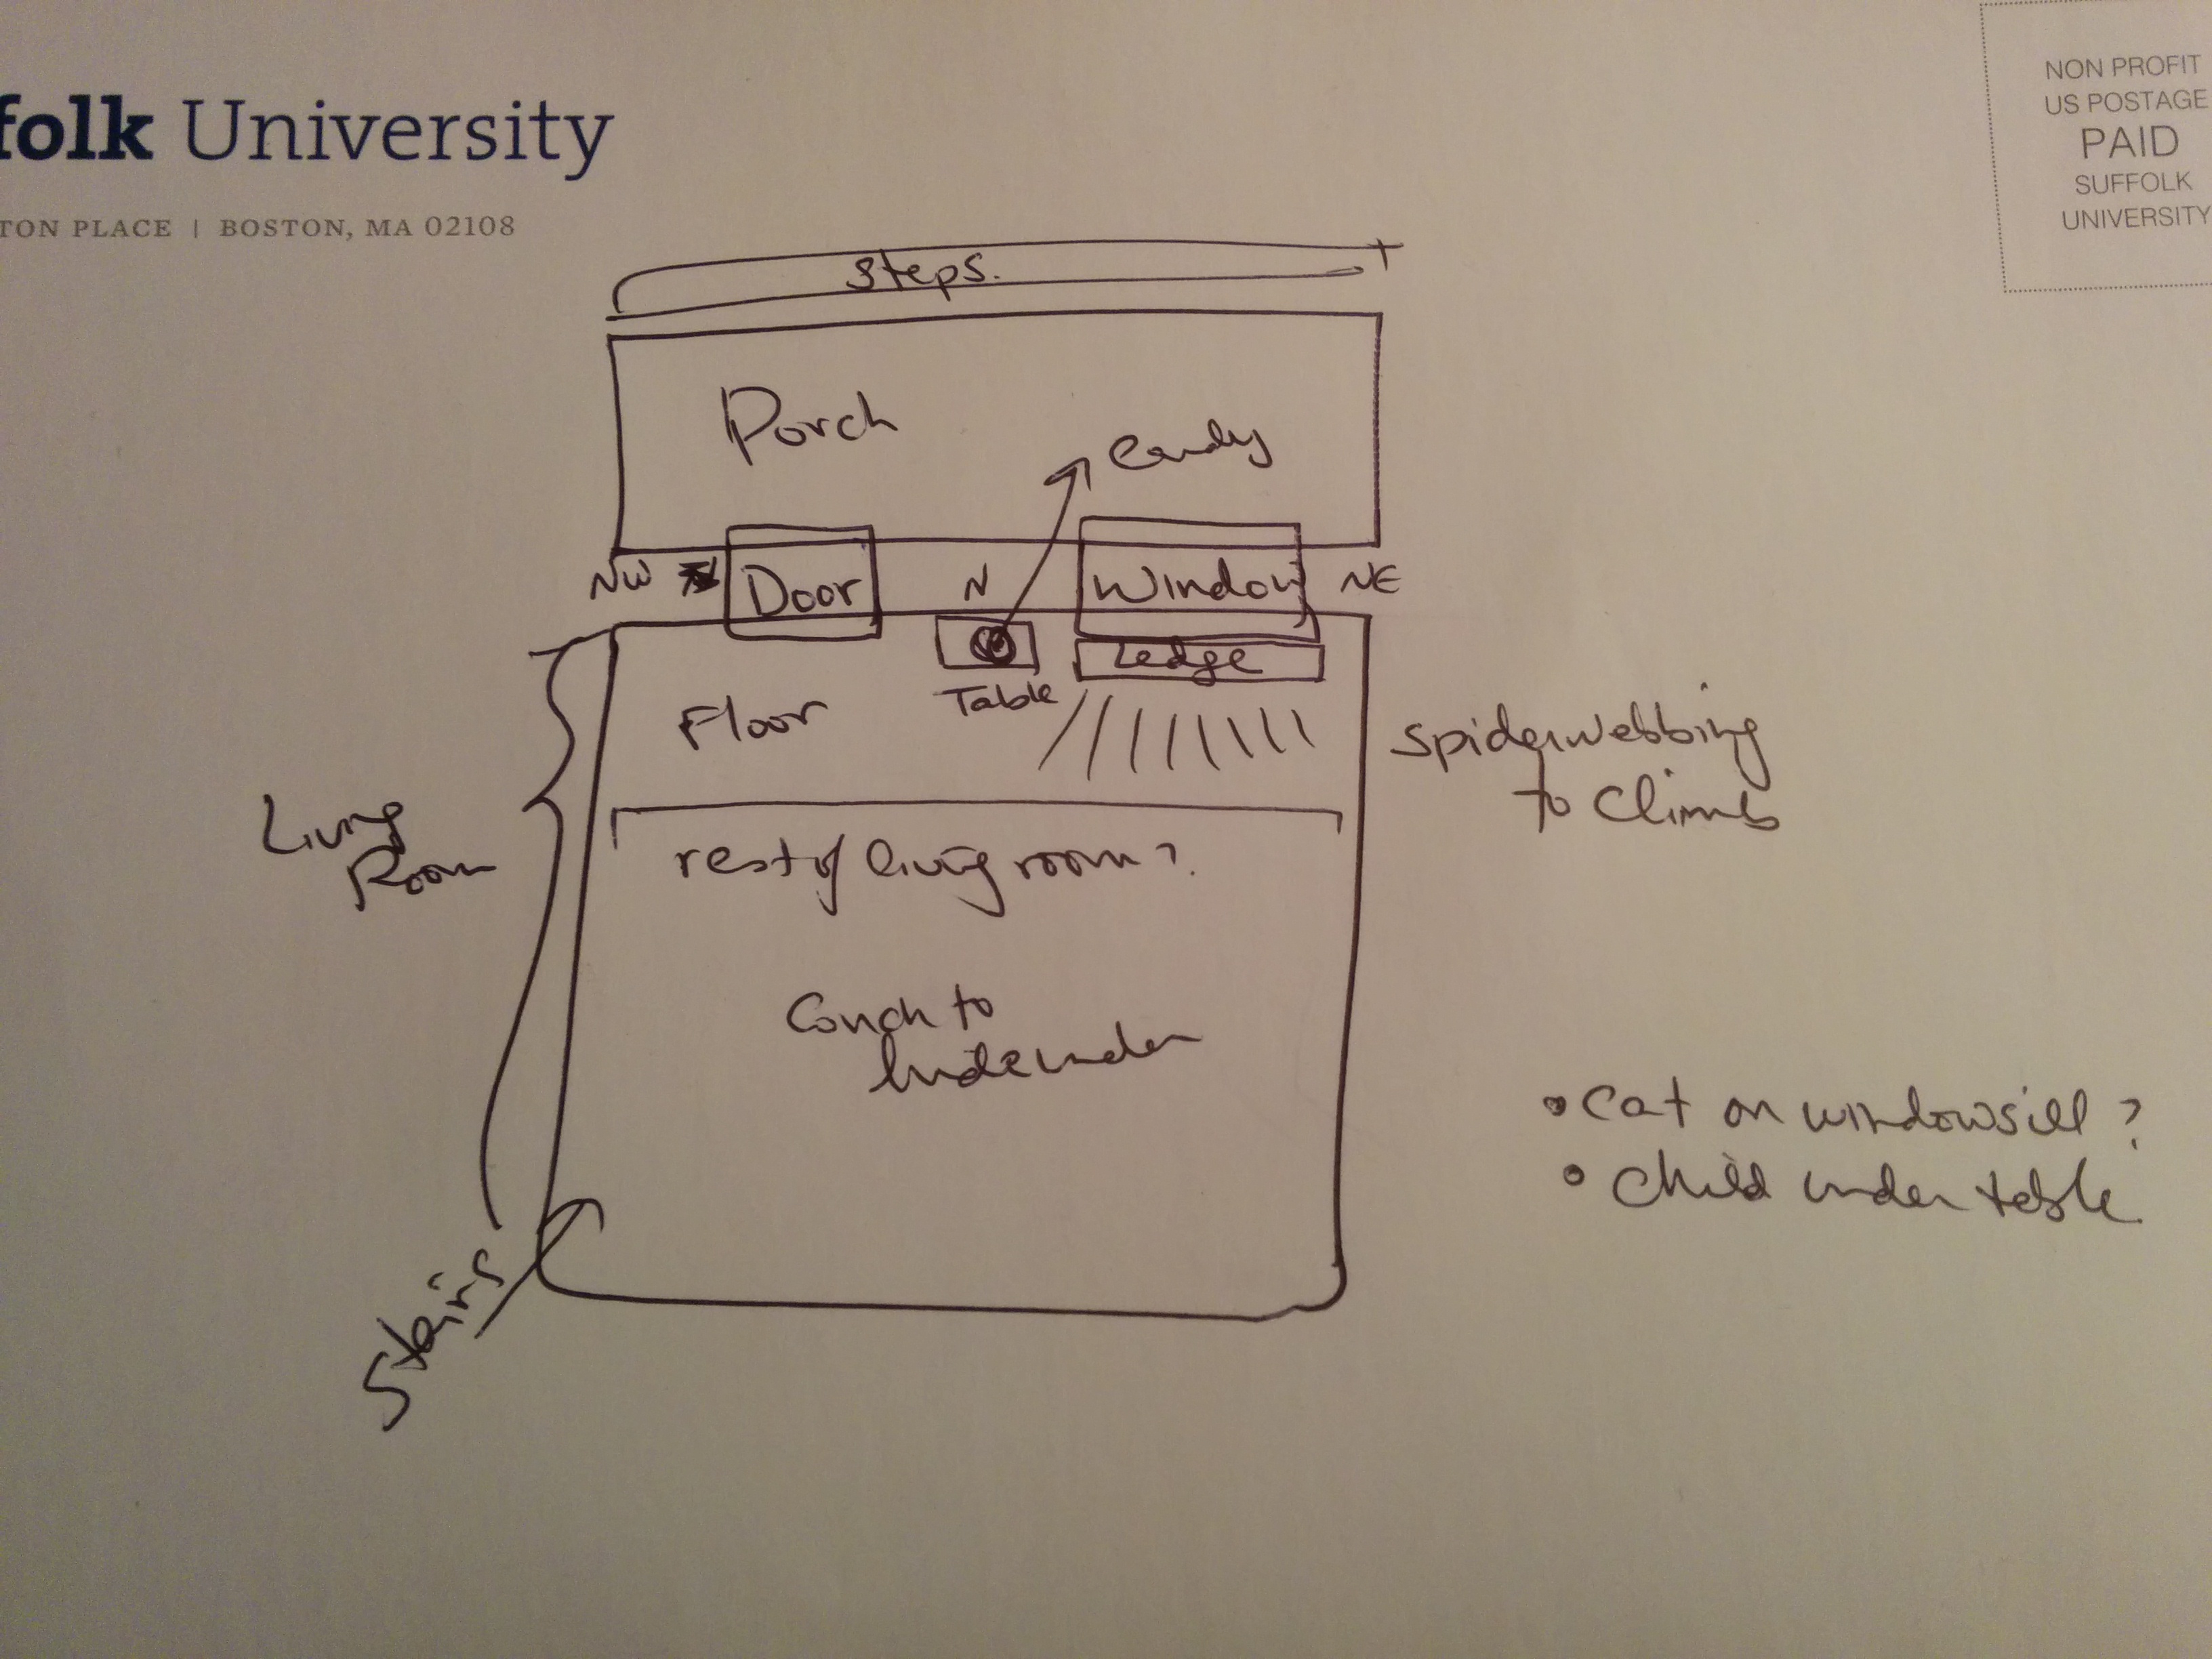 folk University
TON PLACE | BOSTON, MA 02108
NON PROFIT
US POSTAGE
PAID
SUFFOLK
UNIVERSITY
Steps.
Porch
Candy
NW
Door
N
Window
NE
Ledge
Table
Floor
Spiderwebbing
to Climb
Living
Room
rest of living room?
Couch to
hide under
• Cat on windowsill?
• Child under table
Stairs